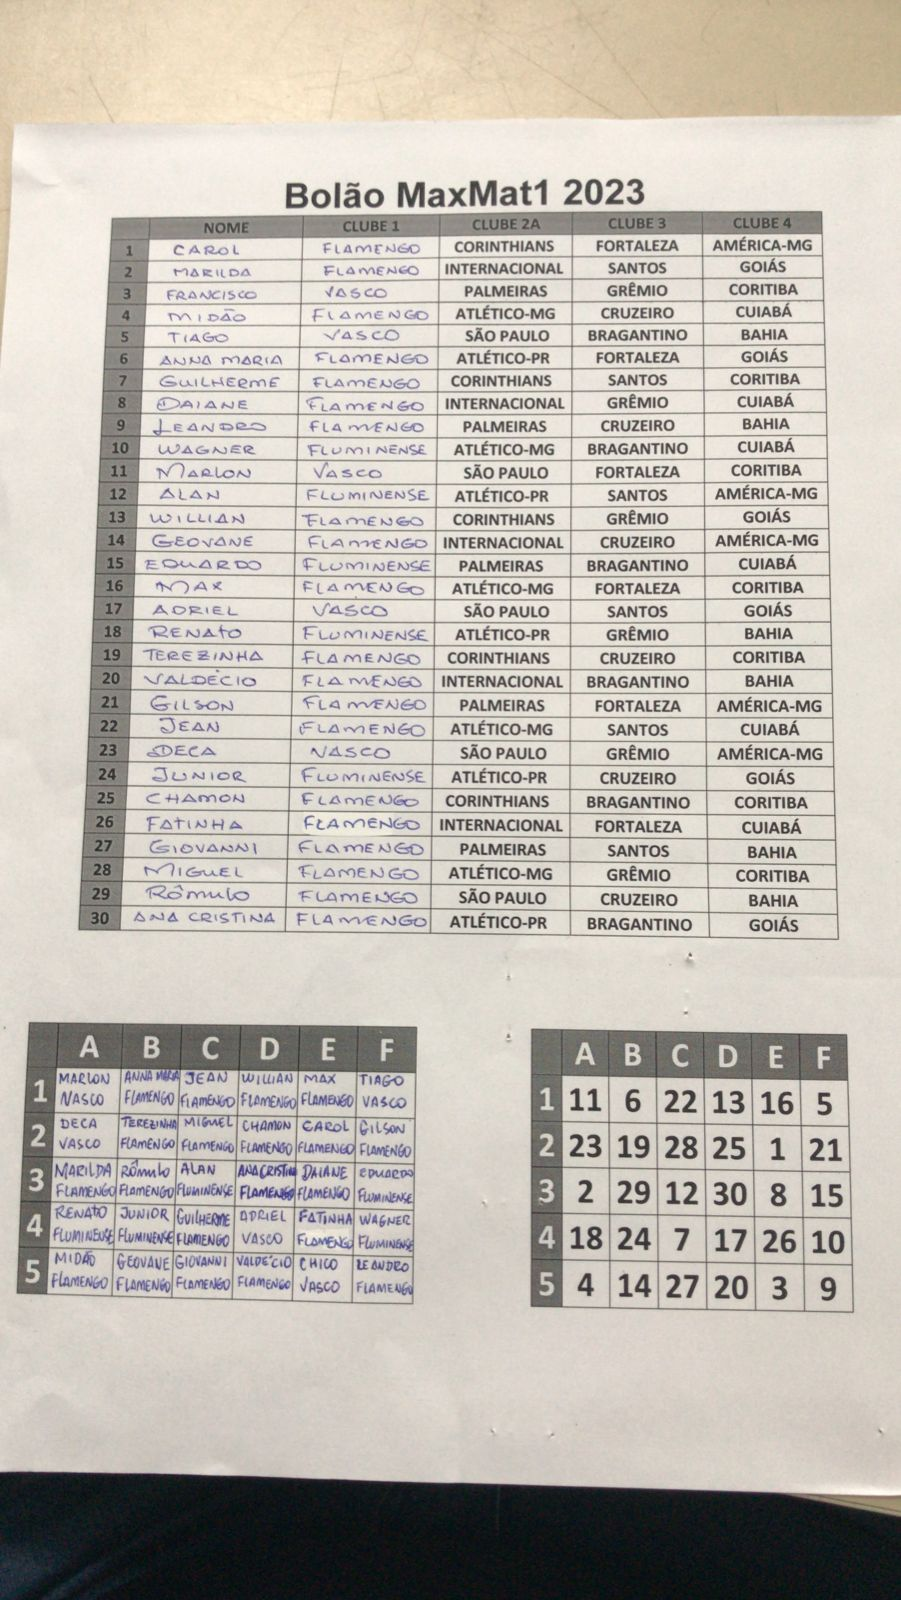 Bolão MaxMat1 2023
NOME CLUBE 1 CLUBE 2A CLUBE 3 CLUBE 4
1 CAROL FLAMENGO CORINTHIANS FORTALEZA AMÉRICA-MG
2 MARILDA FLAMENGO INTERNACIONAL SANTOS GOIÁS
3 FRANCISCO VASCO PALMEIRAS GRÊMIO CORITIBA
4 MIDÃO FLAMENGO ATLÉTICO-MG CRUZEIRO CUIABÁ
5 TIAGO VASCO SÃO PAULO BRAGANTINO BAHIA
6 ANNA MARIA FLAMENGO ATLÉTICO-PR FORTALEZA GOIÁS
7 GUILHERME FLAMENGO CORINTHIANS SANTOS CORITIBA
8 DAIANE FLAMENGO INTERNACIONAL GRÊMIO CUIABÁ
9 LEANDRO FLAMENGO PALMEIRAS CRUZEIRO BAHIA
10 WAGNER FLUMINENSE ATLÉTICO-MG BRAGANTINO CUIABÁ
11 MARLON VASCO SÃO PAULO FORTALEZA CORITIBA
12 ALAN FLUMINENSE ATLÉTICO-PR SANTOS AMÉRICA-MG
13 WILLIAN FLAMENGO CORINTHIANS GRÊMIO GOIÁS
14 GEOVANE FLAMENGO INTERNACIONAL CRUZEIRO AMÉRICA-MG
15 EDUARDO FLUMINENSE PALMEIRAS BRAGANTINO CUIABÁ
16 MAX FLAMENGO ATLÉTICO-MG FORTALEZA CORITIBA
17 ADRIEL VASCO SÃO PAULO SANTOS GOIÁS
18 RENATO FLUMINENSE ATLÉTICO-PR GRÊMIO BAHIA
19 TEREZINHA FLAMENGO CORINTHIANS CRUZEIRO CORITIBA
20 VALDÉCIO FLAMENGO INTERNACIONAL BRAGANTINO BAHIA
21 GILSON FLAMENGO PALMEIRAS FORTALEZA AMÉRICA-MG
22 JEAN FLAMENGO ATLÉTICO-MG SANTOS CUIABÁ
23 DECA VASCO SÃO PAULO GRÊMIO AMÉRICA-MG
24 JUNIOR FLUMINENSE ATLÉTICO-PR CRUZEIRO GOIÁS
25 CHAMON FLAMENGO CORINTHIANS BRAGANTINO CORITIBA
26 FATINHA FLAMENGO INTERNACIONAL FORTALEZA CUIABÁ
27 GIOVANNI FLAMENGO PALMEIRAS SANTOS BAHIA
28 MIGUEL FLAMENGO ATLÉTICO-MG GRÊMIO CORITIBA
29 RÔMULO FLAMENGO SÃO PAULO CRUZEIRO BAHIA
30 ANA CRISTINA FLAMENGO ATLÉTICO-PR BRAGANTINO GOIÁS
A B C D E F
1 MARLON ANNA MARIA JEAN WILLIAN MAX TIAGO
VASCO FLAMENGO FLAMENGO FLAMENGO FLAMENGO VASCO
2 DECA TEREZINHA MIGUEL CHAMON CAROL GILSON
VASCO FLAMENGO FLAMENGO FLAMENGO FLAMENGO FLAMENGO
3 MARILDA RÔMULO ALAN ANA CRISTINA DAIANE EDUARDO
FLAMENGO FLAMENGO FLUMINENSE FLAMENGO FLAMENGO FLUMINENSE
4 RENATO JUNIOR GUILHERME ADRIEL FATINHA WAGNER
FLUMINEUSE FLUMINENSE FLAMENGO VASCO FLAMENGO FLUMINENSE
5 MIDÃO GEOVANE GIOVANNI VALDÉCIO CHICO LEANDRO
FLAMENGO FLAMENGO FLAMENGO FLAMENGO VASCO FLAMENGO
A B C D E F
1 11 6 22 13 16 5
2 23 19 28 25 1 21
3 2 29 12 30 8 15
4 18 24 7 17 26 10
5 4 14 27 20 3 9